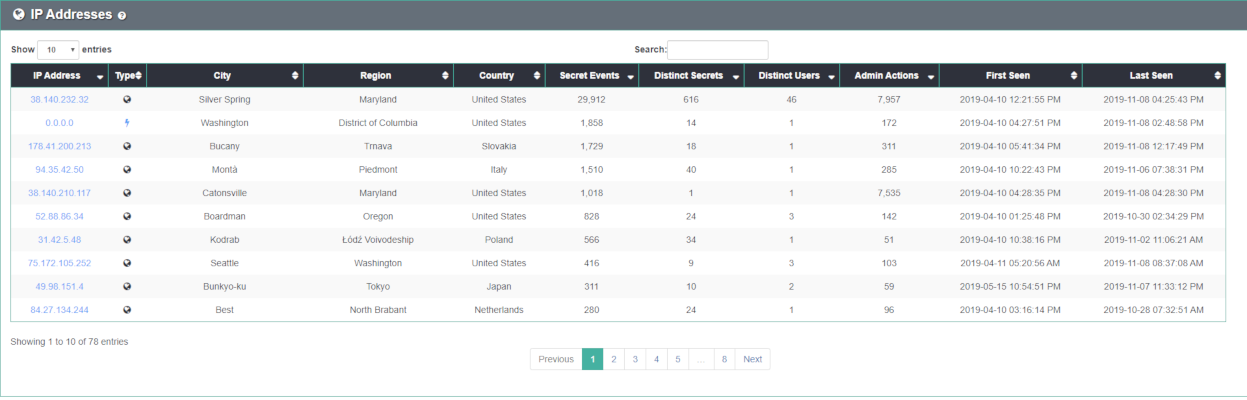 IP Addresses ?
Show 10 entries Search:
IP Address Type City Region Country Secret Events Distinct Secrets Distinct Users Admin Actions First Seen Last Seen
38.140.232.32 Silver Spring Maryland United States 29,912 616 46 7,957 2019-04-10 12:21:55 PM 2019-11-08 04:25:43 PM
0.0.0.0 Washington District of Columbia United States 1,858 14 1 172 2019-04-10 04:27:51 PM 2019-11-08 02:48:58 PM
178.41.200.213 Bucany Trnava Slovakia 1,729 18 1 311 2019-04-10 05:41:34 PM 2019-11-08 12:17:49 PM
94.35.42.50 Montà Piedmont Italy 1,510 40 1 285 2019-04-10 10:22:43 PM 2019-11-06 07:38:31 PM
38.140.210.117 Catonsville Maryland United States 1,018 1 1 7,535 2019-04-10 04:28:35 PM 2019-11-08 04:28:30 PM
52.88.86.34 Boardman Oregon United States 828 24 3 142 2019-04-10 01:25:48 PM 2019-10-30 02:34:29 PM
31.42.5.48 Kodrab Łódź Voivodeship Poland 566 34 1 51 2019-04-10 10:38:16 PM 2019-11-02 11:06:21 AM
75.172.105.252 Seattle Washington United States 416 9 3 103 2019-04-11 05:20:56 AM 2019-11-08 08:37:08 AM
49.98.151.4 Bunkyo-ku Tokyo Japan 311 10 2 59 2019-05-15 10:54:51 PM 2019-11-07 11:33:12 PM
84.27.134.244 Best North Brabant Netherlands 280 24 1 96 2019-04-10 03:16:14 PM 2019-10-28 07:32:51 AM
Showing 1 to 10 of 78 entries
Previous 1 2 3 4 5 ... 8 Next